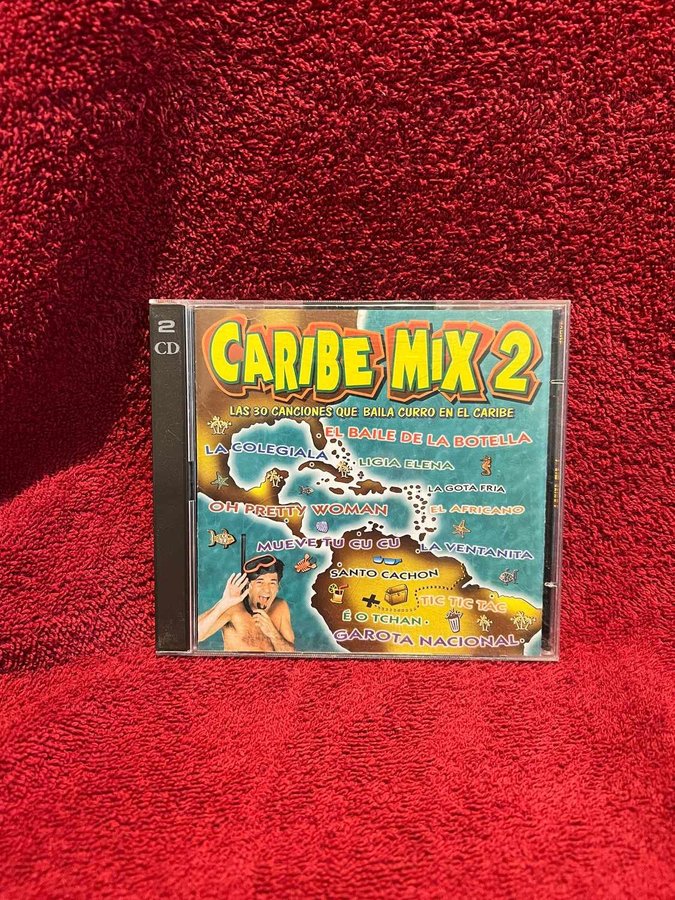 2
CD
CARIBE MIX 2
LAS 30 CANCIONES QUE BAILA CURRO EN EL CARIBE
EL BAILE DE LA BOTELLA
LA COLEGIALA
LIGIA ELENA
LA GOTA FRIA
OH PRETTY WOMAN
EL AFRICANO
MUEVE TU CU CU
LA VENTANITA
SANTO CACHON
TIC TIC TAC
É O TCHAN
GAROTA NACIONAL